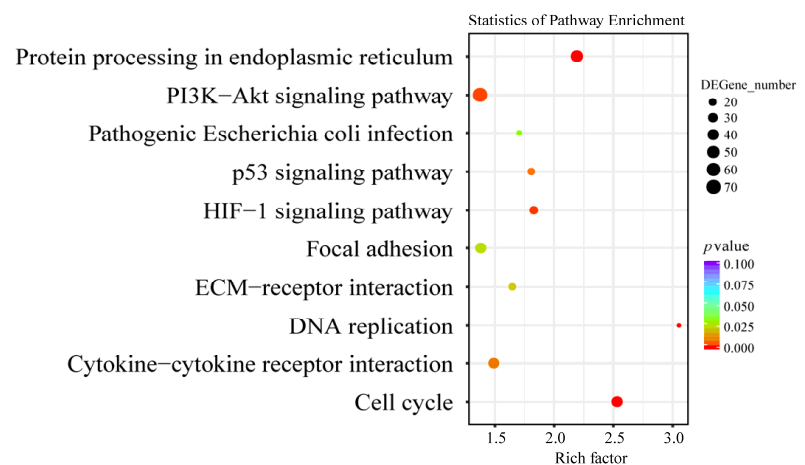 Statistics of Pathway Enrichment
Protein processing in endoplasmic reticulum
PI3K−Akt signaling pathway
Pathogenic Escherichia coli infection
p53 signaling pathway
HIF−1 signaling pathway
Focal adhesion
ECM−receptor interaction
DNA replication
Cytokine−cytokine receptor interaction
Cell cycle
1.5 2.0 2.5 3.0
Rich factor
DEGene_number
20
30
40
50
60
70
p value
0.100
0.075
0.050
0.025
0.000